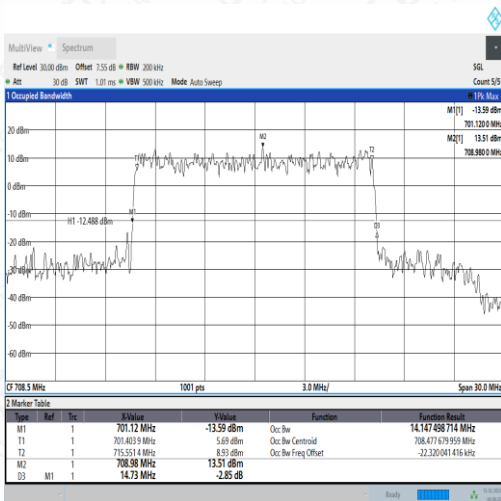 MultiView Spectrum
Ref Level 30.00 dBm Offset 7.55 dB RBW 200 kHz SGL
Att 30 dB SWT 1.01 ms VBW 500 kHz Mode Auto Sweep Count 5/5
1 Occupied Bandwidth 1Pk Max
M1[1] -13.59 dBm
701.1200 MHz
M2[1] 13.51 dBm
708.9800 MHz
20 dBm
M2
T2
10 dBm
0 dBm
-10 dBm
M1
H1 -12.488 dBm
D3
-20 dBm
-30 dBm
-40 dBm
-50 dBm
-60 dBm
CF 708.5 MHz 1001 pts 3.0 MHz/ Span 30.0 MHz
2 Marker Table
Type Ref Trc X-Value Y-Value Function Function Result
M1 1 701.12 MHz -13.59 dBm Occ Bw 14.147 498 714 MHz
T1 1 701.403 9 MHz 5.69 dBm Occ Bw Centroid 708.477 679 959 MHz
T2 1 715.551 4 MHz 8.93 dBm Occ Bw Freq Offset -22.320 041 416 kHz
M2 1 708.98 MHz 13.51 dBm
D3 M1 1 14.73 MHz -2.85 dB
Ready